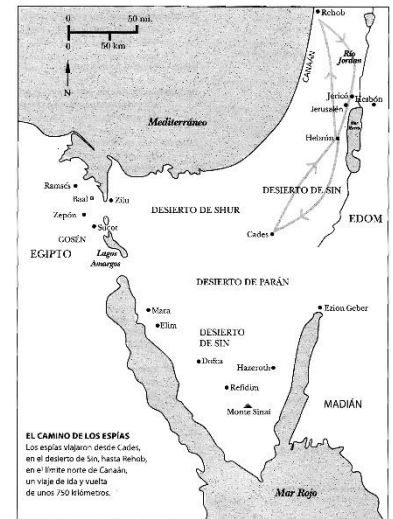 0 50 mi.
0 50 km
N
Rehob
CANAÁN
Río
Jordán
Jericó
Hesbón
Jerusalén
Mar
Hebrón
Mediterráneo
Ramsés
Baal
Zilu
Zepón
Sucot
GOSÉN
EGIPTO
Lagos
Amargos
DESIERTO DE SHUR
DESIERTO DE SIN
EDOM
Cades
DESIERTO DE PARÁN
Mara
Elim
Ezion Geber
DESIERTO
DE SIN
Dofca
Hazeroth
Refidim
Monte Sinaí
MADIÁN
EL CAMINO DE LOS ESPÍAS
Los espías viajaron desde Cades,
en el desierto de Sin, hasta Rehob,
en el límite norte de Canaán,
un viaje de ida y vuelta
de unos 750 kilómetros.
Mar Rojo